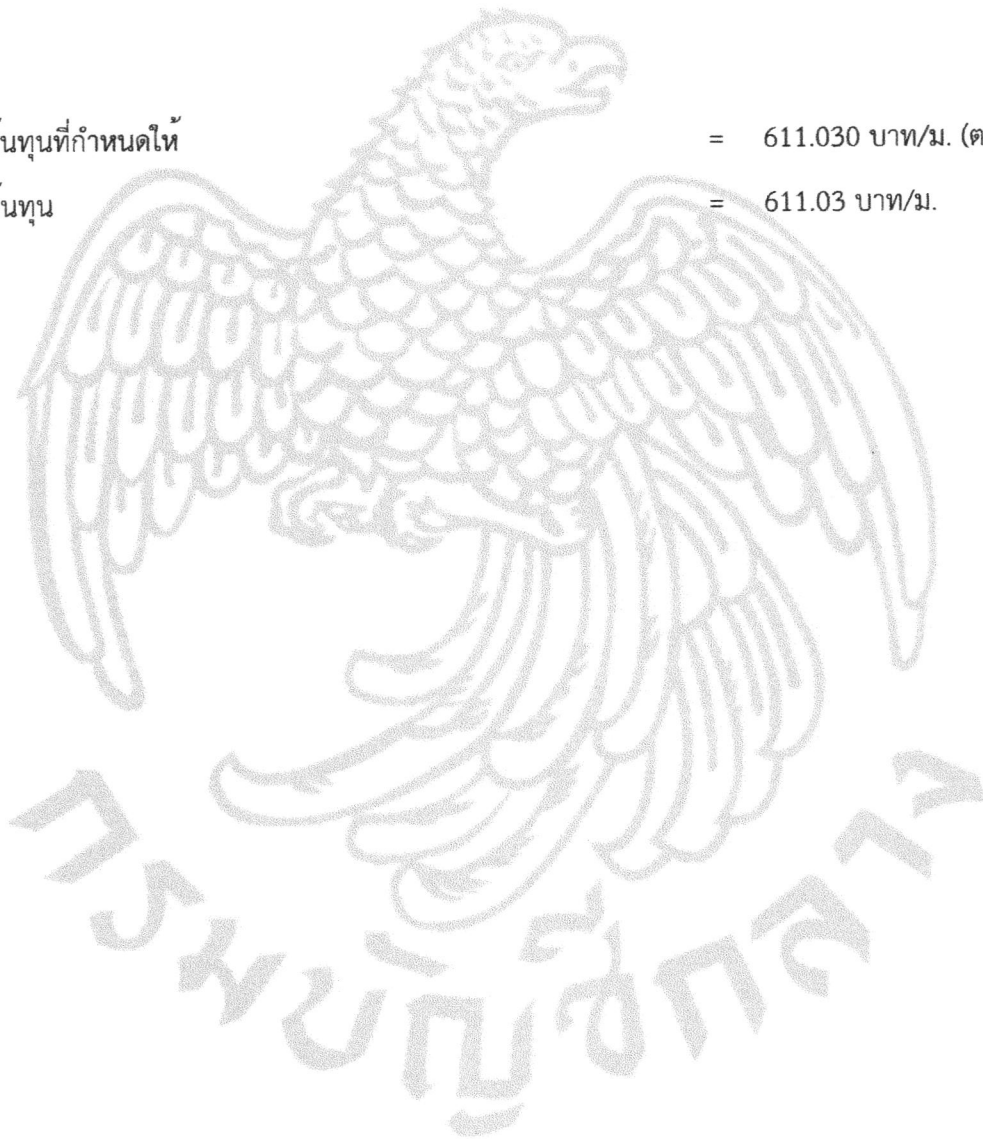 ้นทุนที่กำหนดให้ = 611.030 บาท/ม. (ต
้นทุน = 611.03 บาท/ม.
กรมบัญชีกลาง